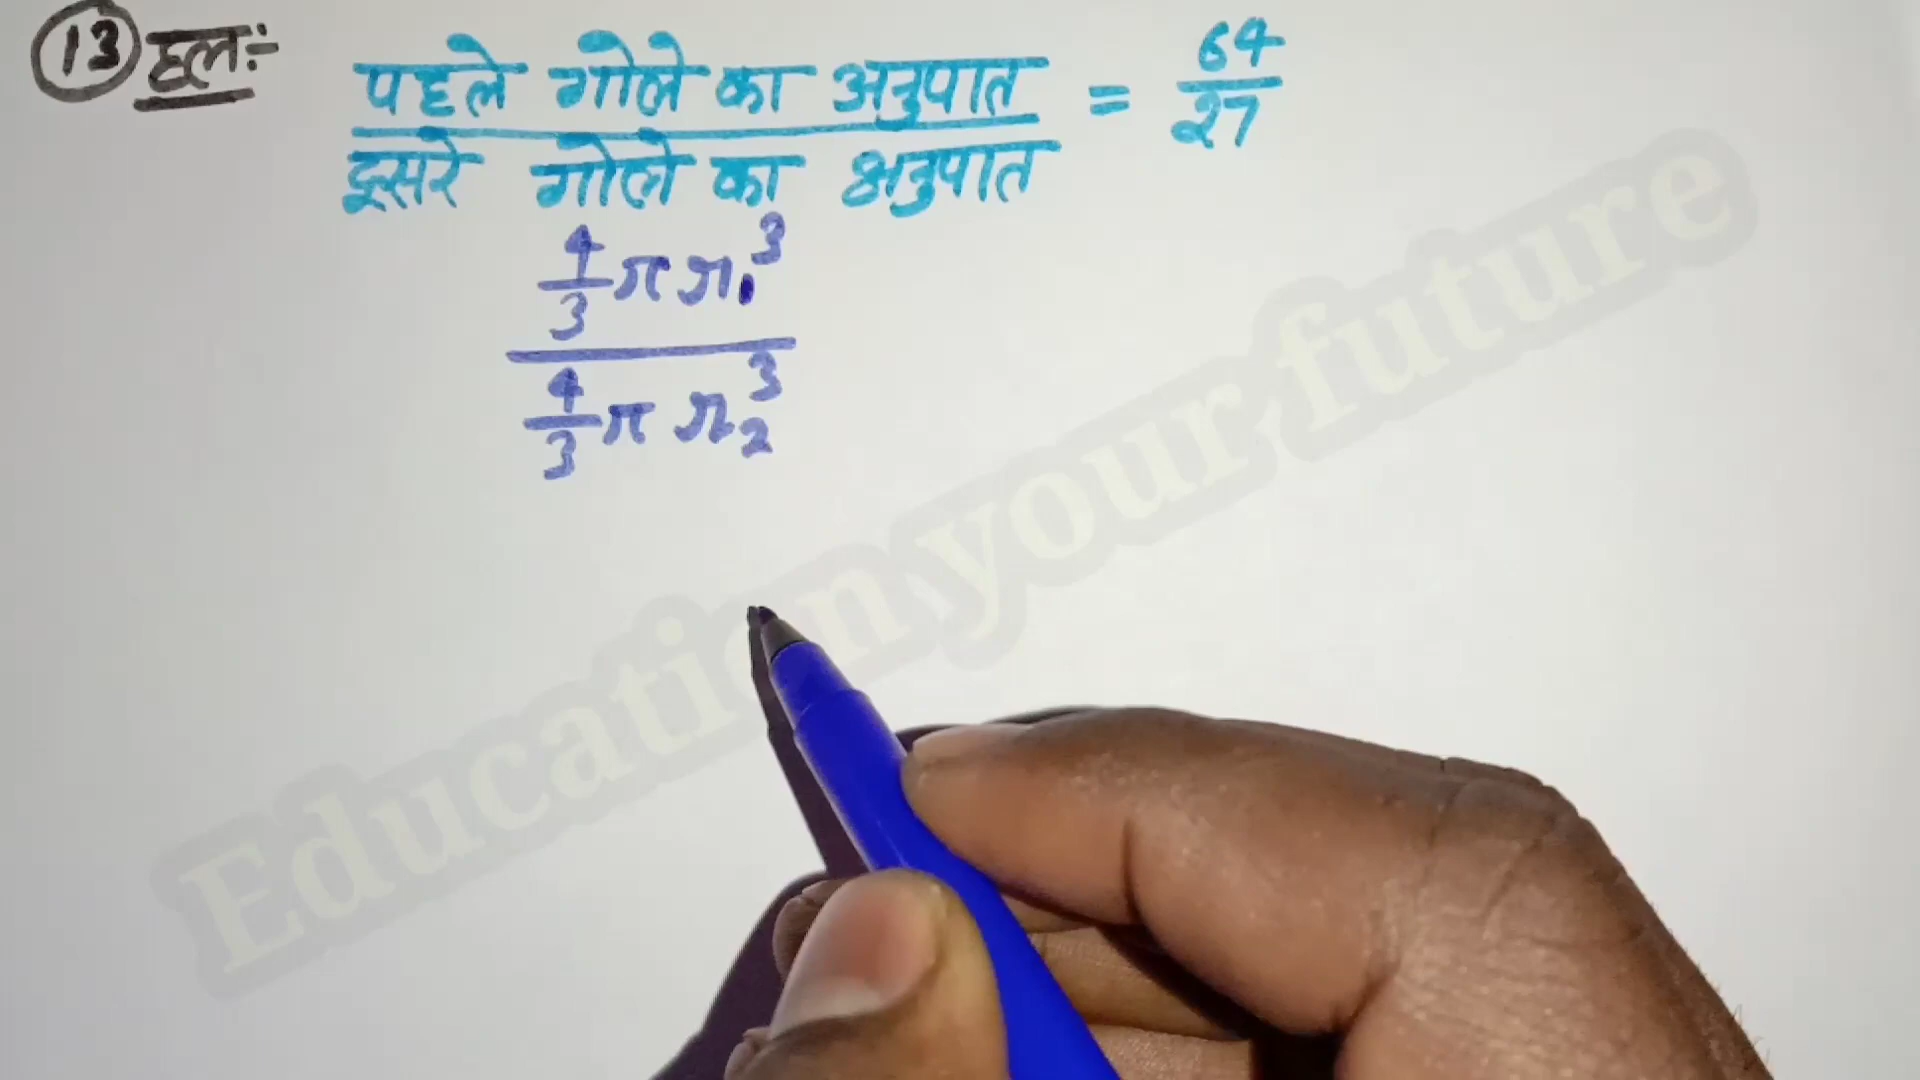 13 हलः-
पहले गोले का अनुपात = 64
दूसरे गोले का अनुपात 27
4/3 π r₁³
4/3 π r₂³
Education your future